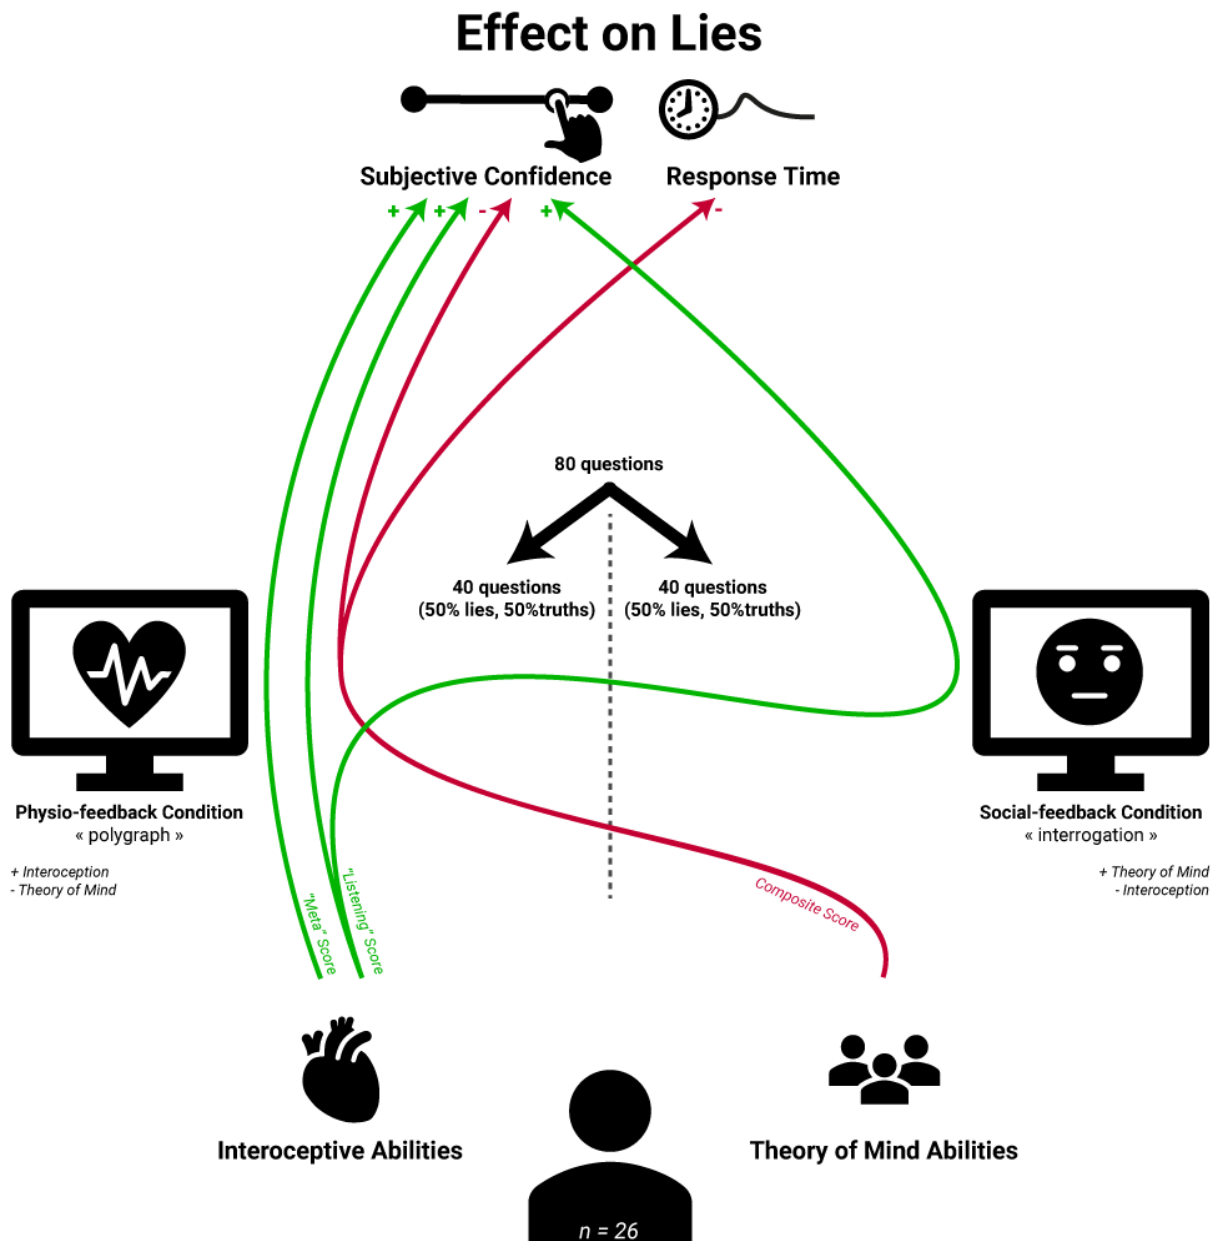 Effect on Lies
Subjective Confidence
Response Time
+
+
-
+
-
80 questions
40 questions
(50% lies, 50%truths)
40 questions
(50% lies, 50%truths)
Physio-feedback Condition
« polygraph »
+ Interoception
- Theory of Mind
Social-feedback Condition
« interrogation »
+ Theory of Mind
- Interoception
"Meta" Score
"Listening" Score
Composite Score
Interoceptive Abilities
Theory of Mind Abilities
n = 26